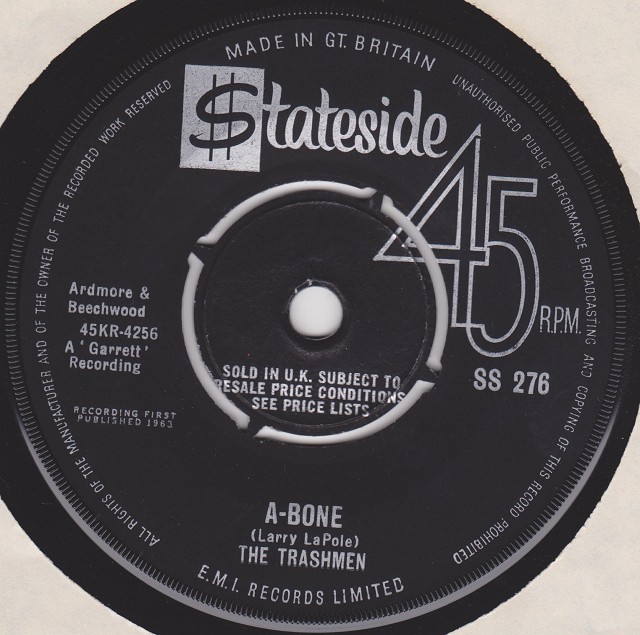 MADE IN GT. BRITAIN
$tateside
45
R.P.M.
SS 276
Ardmore &
Beechwood
45KR-4256
A 'Garrett'
Recording
RECORDING FIRST
PUBLISHED 1963
SOLD IN U.K. SUBJECT TO
RESALE PRICE CONDITIONS
SEE PRICE LISTS
A-BONE
(Larry LaPole)
THE TRASHMEN
E.M.I. RECORDS LIMITED
ALL RIGHTS OF THE MANUFACTURER AND OF THE OWNER OF THE RECORDED WORK RESERVED
UNAUTHORISED PUBLIC PERFORMANCE BROADCASTING AND COPYING OF THIS RECORD PROHIBITED